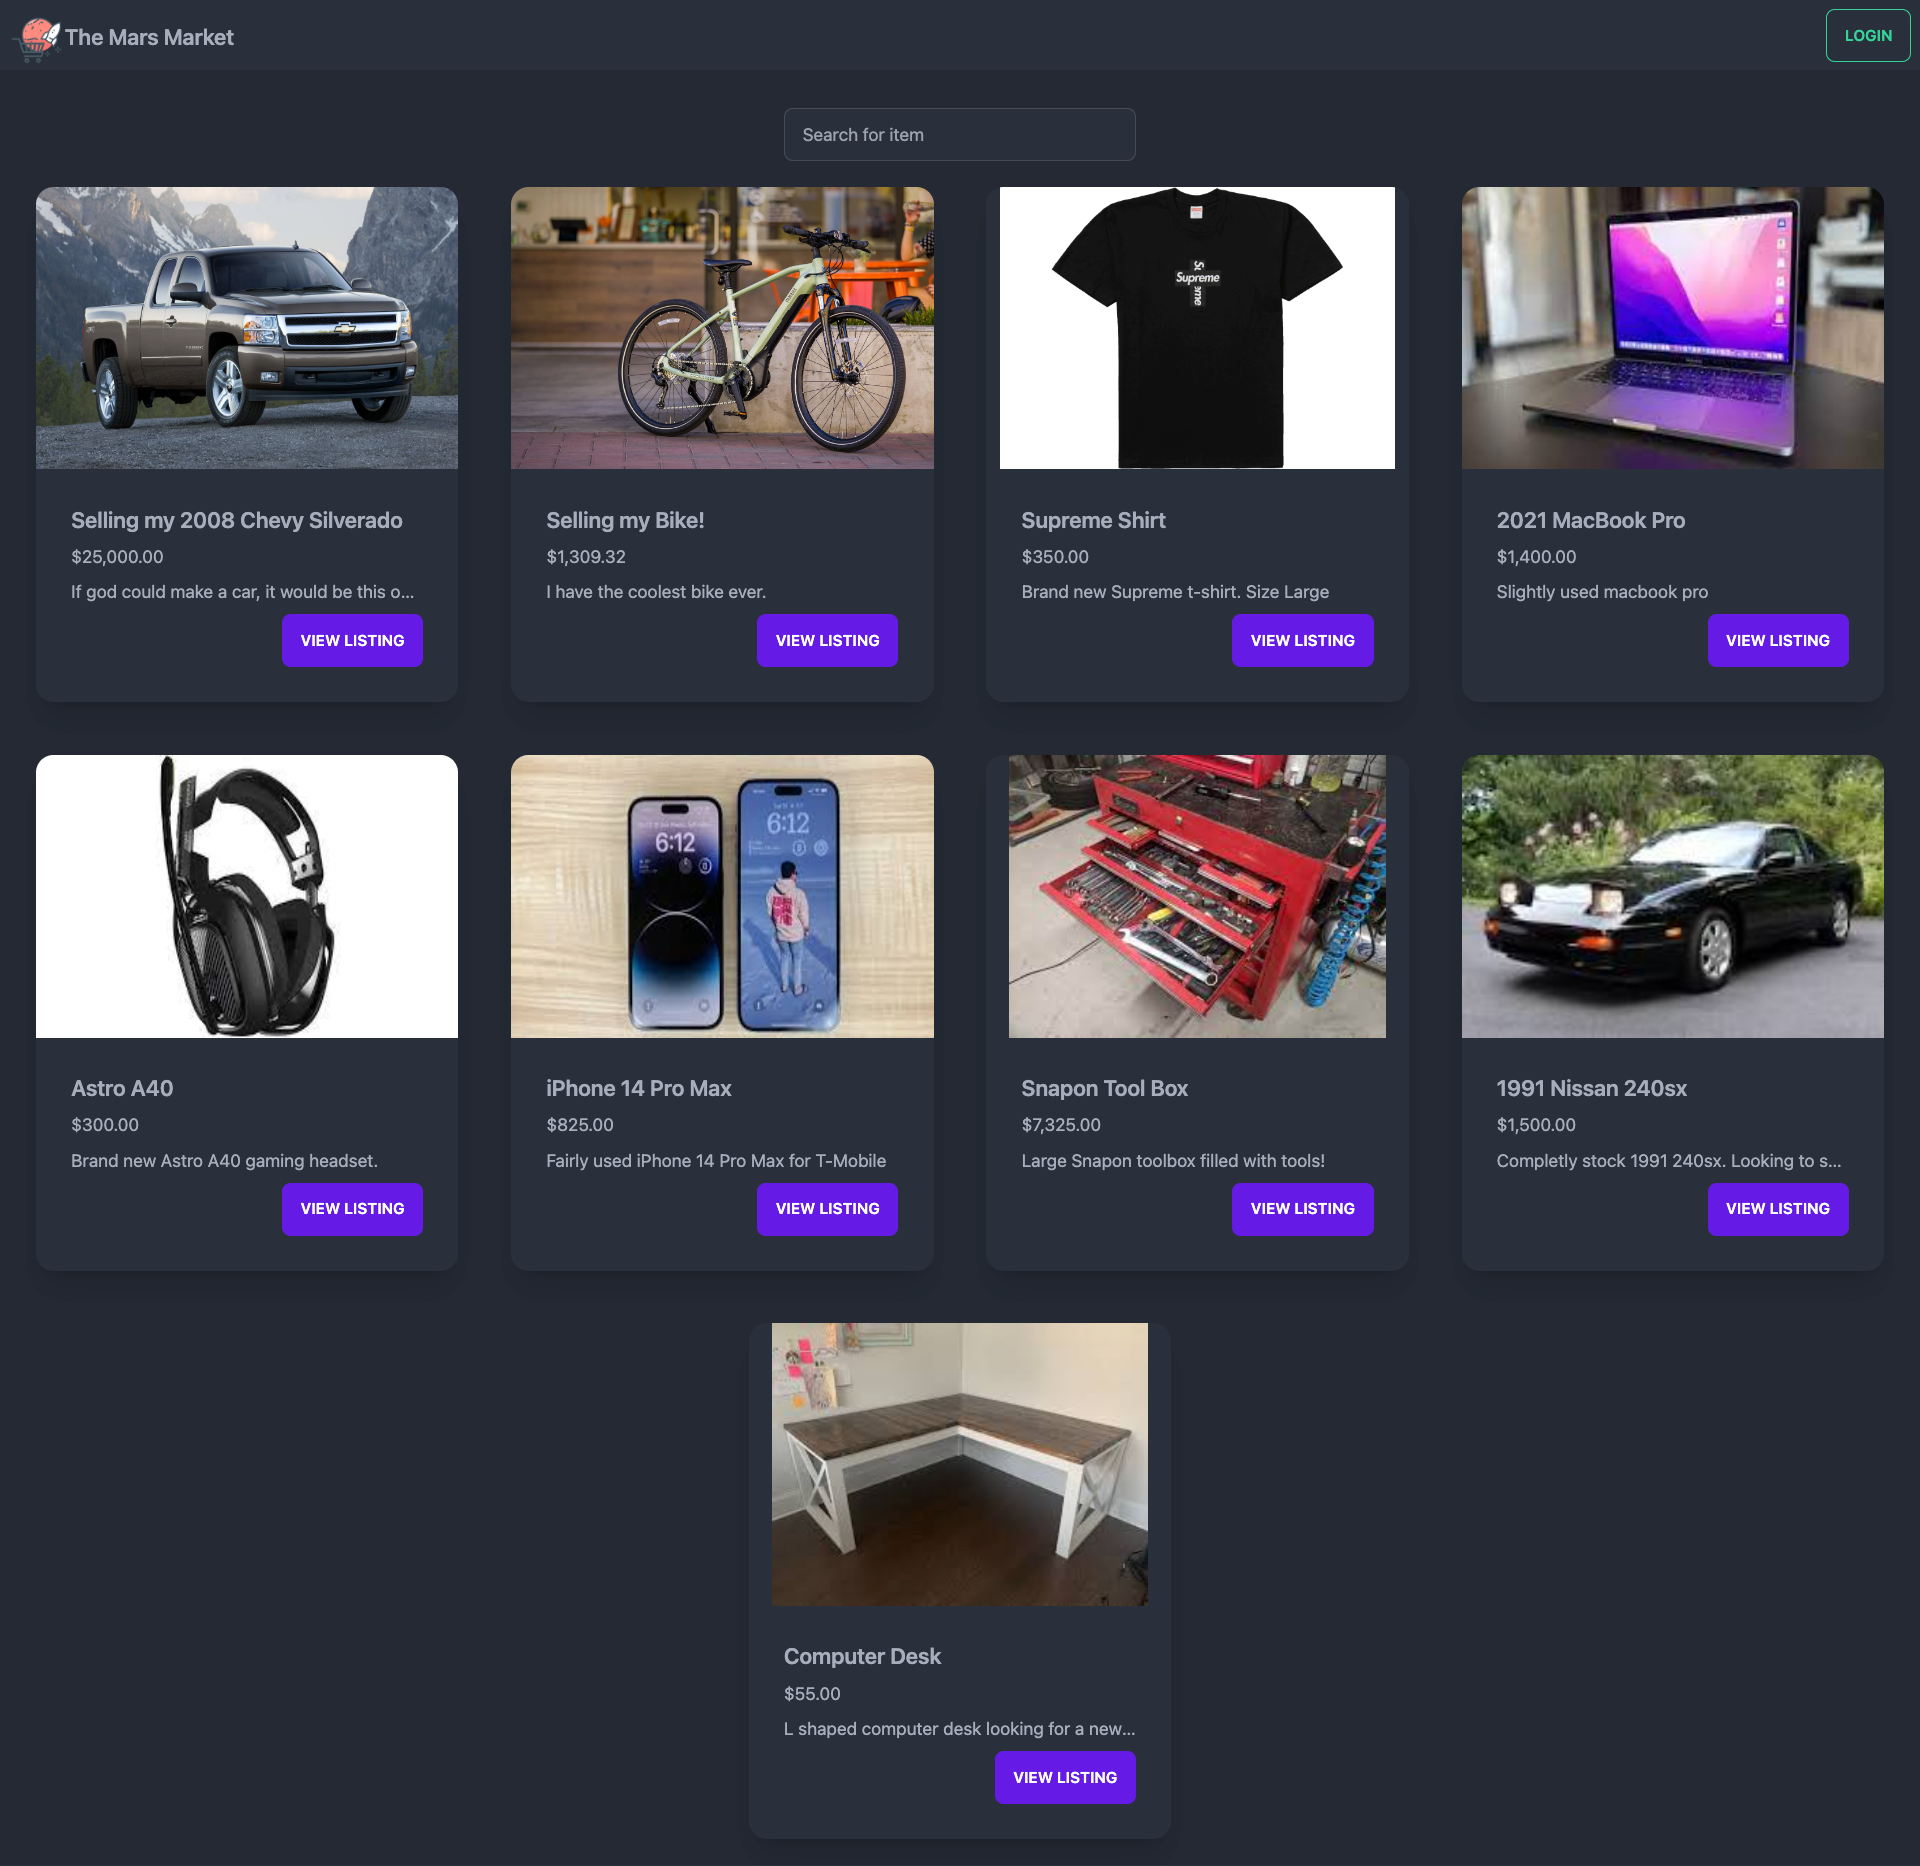 The Mars Market
LOGIN
Search for item
Supreme
Selling my 2008 Chevy Silverado
$25,000.00
If god could make a car, it would be this o...
VIEW LISTING
Selling my Bike!
$1,309.32
I have the coolest bike ever.
VIEW LISTING
Supreme Shirt
$350.00
Brand new Supreme t-shirt. Size Large
VIEW LISTING
2021 MacBook Pro
$1,400.00
Slightly used macbook pro
VIEW LISTING
6:12
6:12
Astro A40
$300.00
Brand new Astro A40 gaming headset.
VIEW LISTING
iPhone 14 Pro Max
$825.00
Fairly used iPhone 14 Pro Max for T-Mobile
VIEW LISTING
Snapon Tool Box
$7,325.00
Large Snapon toolbox filled with tools!
VIEW LISTING
1991 Nissan 240sx
$1,500.00
Completly stock 1991 240sx. Looking to s...
VIEW LISTING
Computer Desk
$55.00
L shaped computer desk looking for a new...
VIEW LISTING